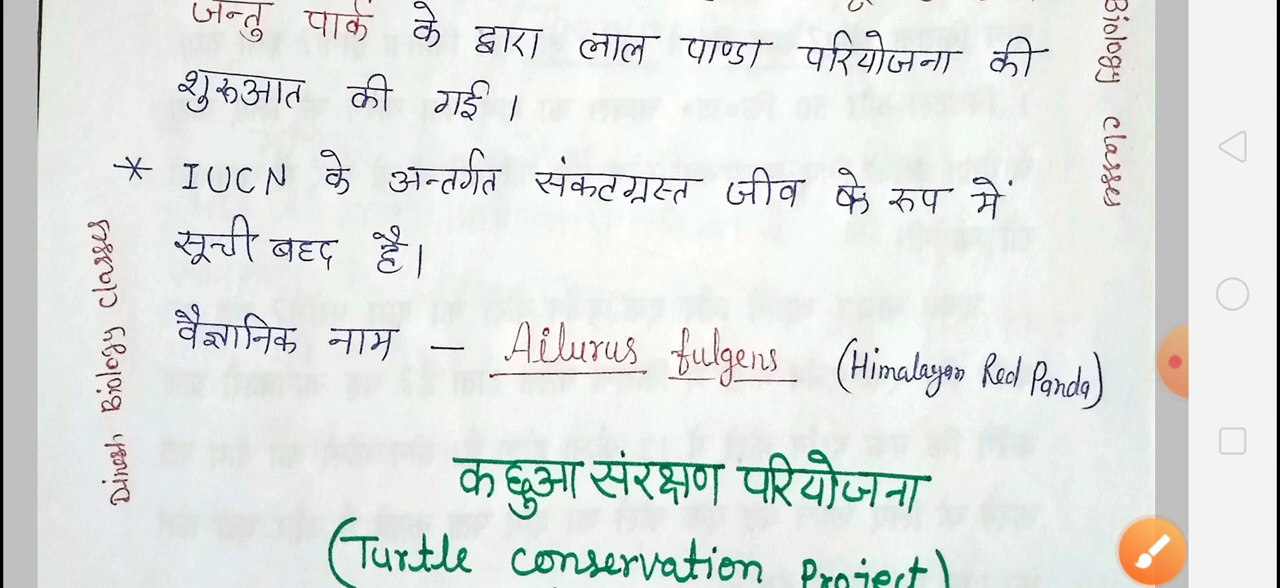 जन्तु पार्क के द्वारा लाल पाण्डा परियोजना की
शुरुआत की गई।
* IUCN के अन्तर्गत संकटग्रस्त जीव के रुप में
सूची बद्द है।
वैज्ञानिक नाम - Ailurus fulgens (Himalayan Red Panda)
कछुआ संरक्षण परियोजना
(Turtle conservation Project)
Dinesh Biology classes
Biology classes